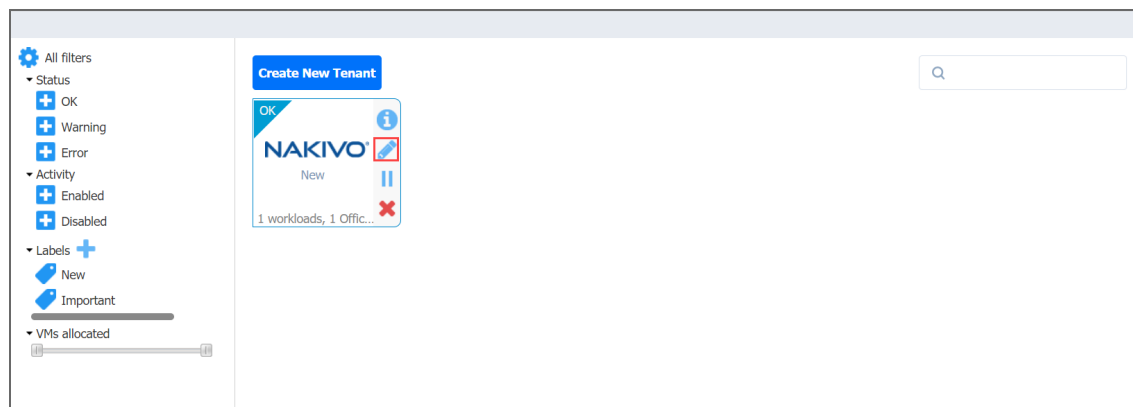 All filters
Status
OK
Warning
Error
Activity
Enabled
Disabled
Labels
New
Important
VMs allocated
Create New Tenant
OK
NAKIVO®
New
1 workloads, 1 Offic...